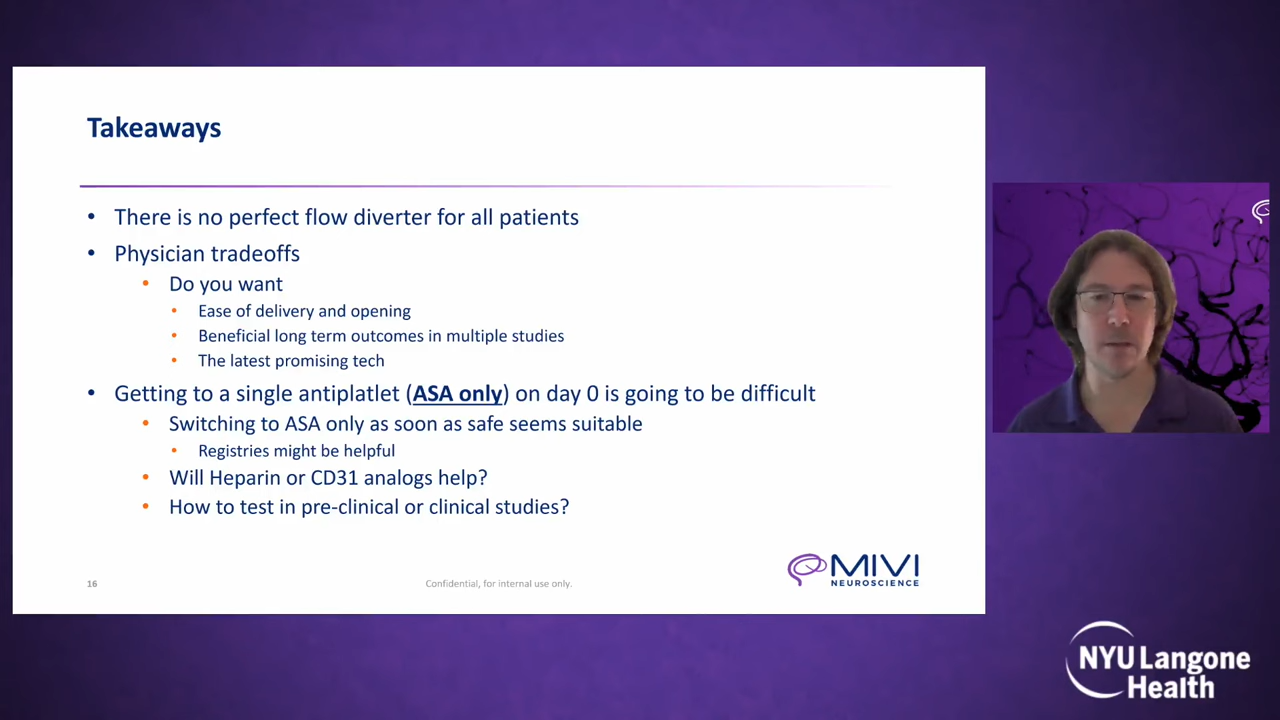 Takeaways
• There is no perfect flow diverter for all patients
• Physician tradeoffs
• Do you want
• Ease of delivery and opening
• Beneficial long term outcomes in multiple studies
• The latest promising tech
• Getting to a single antiplatlet (ASA only) on day 0 is going to be difficult
• Switching to ASA only as soon as safe seems suitable
• Registries might be helpful
• Will Heparin or CD31 analogs help?
• How to test in pre-clinical or clinical studies?
16
Confidential, for internal use only.
MIVI
NEUROSCIENCE
NYU Langone
Health